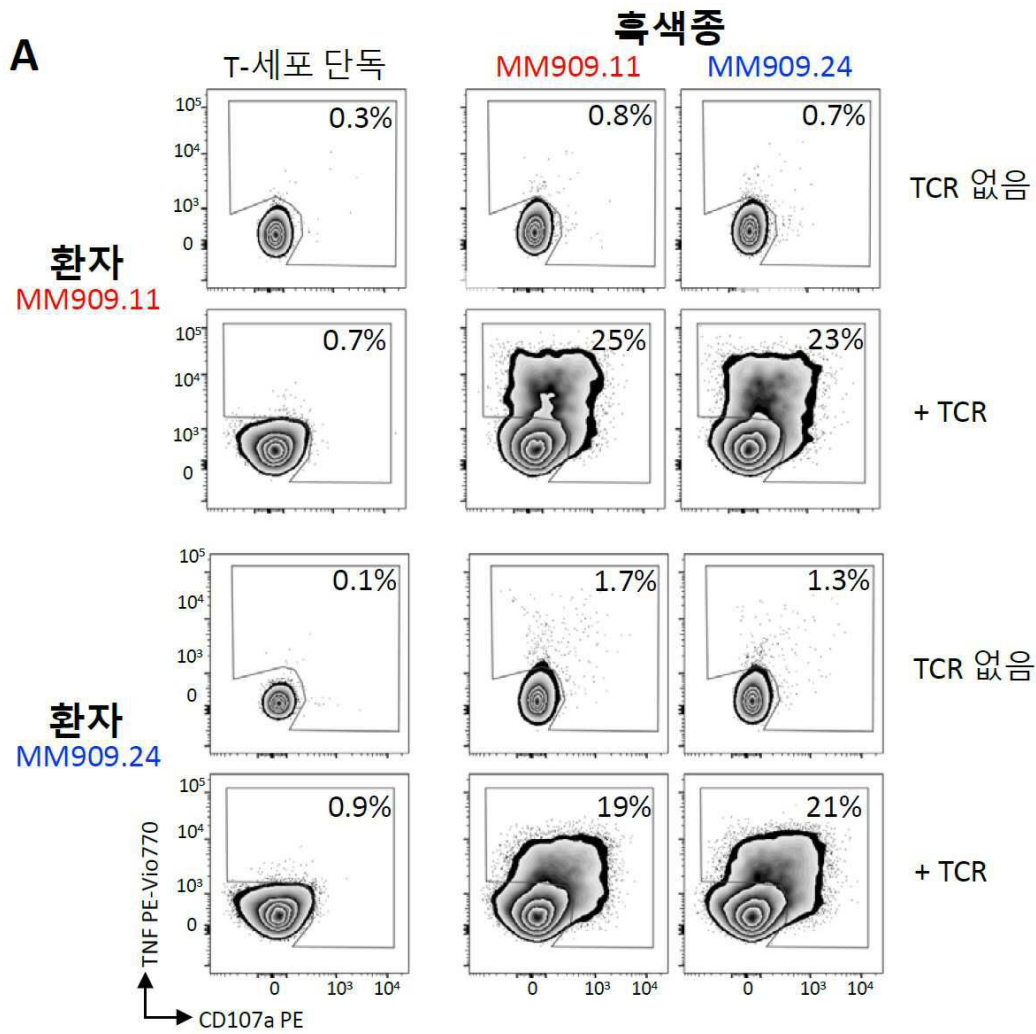 A
흑색종
T-세포 단독
MM909.11
MM909.24
10⁵
10⁴
10³
0
0.3%
0.8%
0.7%
TCR 없음
환자
MM909.11
10⁵
10⁴
10³
0
0.7%
25%
23%
+ TCR
10⁵
10⁴
10³
0
0.1%
1.7%
1.3%
TCR 없음
환자
MM909.24
10⁵
10⁴
10³
0
0.9%
19%
21%
+ TCR
0 10³ 10⁴
0 10³ 10⁴
0 10³ 10⁴
TNF PE-Vio770
CD107a PE